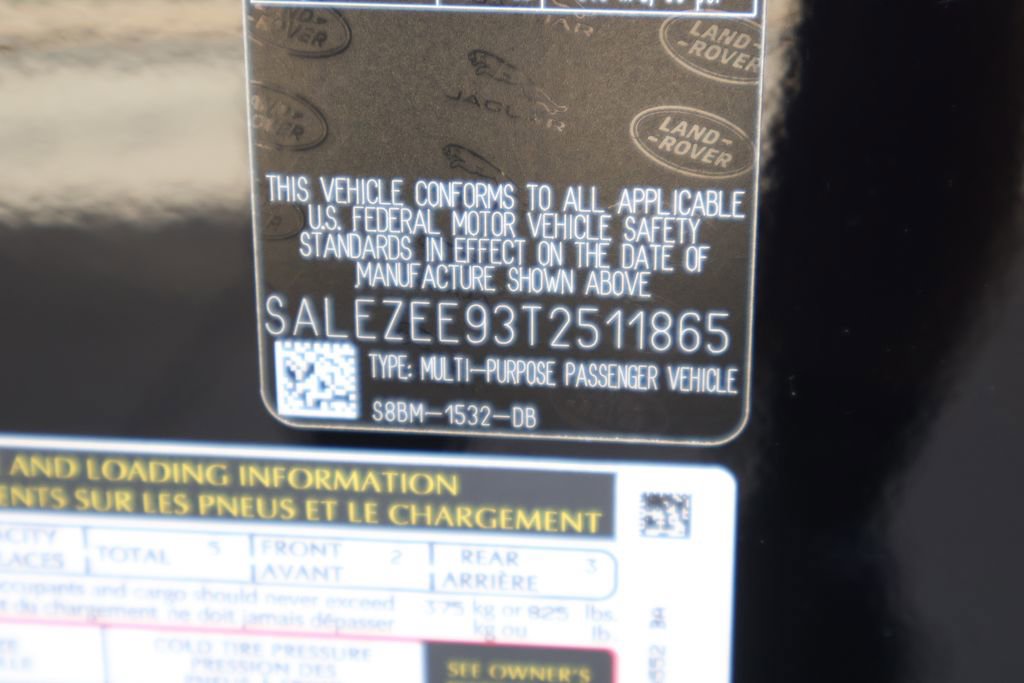 LAND-
-ROVER
JAGUAR
LAND-
-ROVER
THIS VEHICLE CONFORMS TO ALL APPLICABLE
U.S. FEDERAL MOTOR VEHICLE SAFETY
STANDARDS IN EFFECT ON THE DATE OF
MANUFACTURE SHOWN ABOVE
SALEZEE93T2511865
TYPE: MULTI-PURPOSE PASSENGER VEHICLE
S8BM-1532-DB
AND LOADING INFORMATION
ENTS SUR LES PNEUS ET LE CHARGEMENT
ACITY TOTAL 5 FRONT 2 REAR 3
LACES AVANT ARRIÈRE
ccupants and cargo should never exceed 375 kg or 825 lbs.
du chargement ne doit jamais dépasser kg ou lb.
COLD TIRE PRESSURE
PRESSION DES
SEE OWNER'S